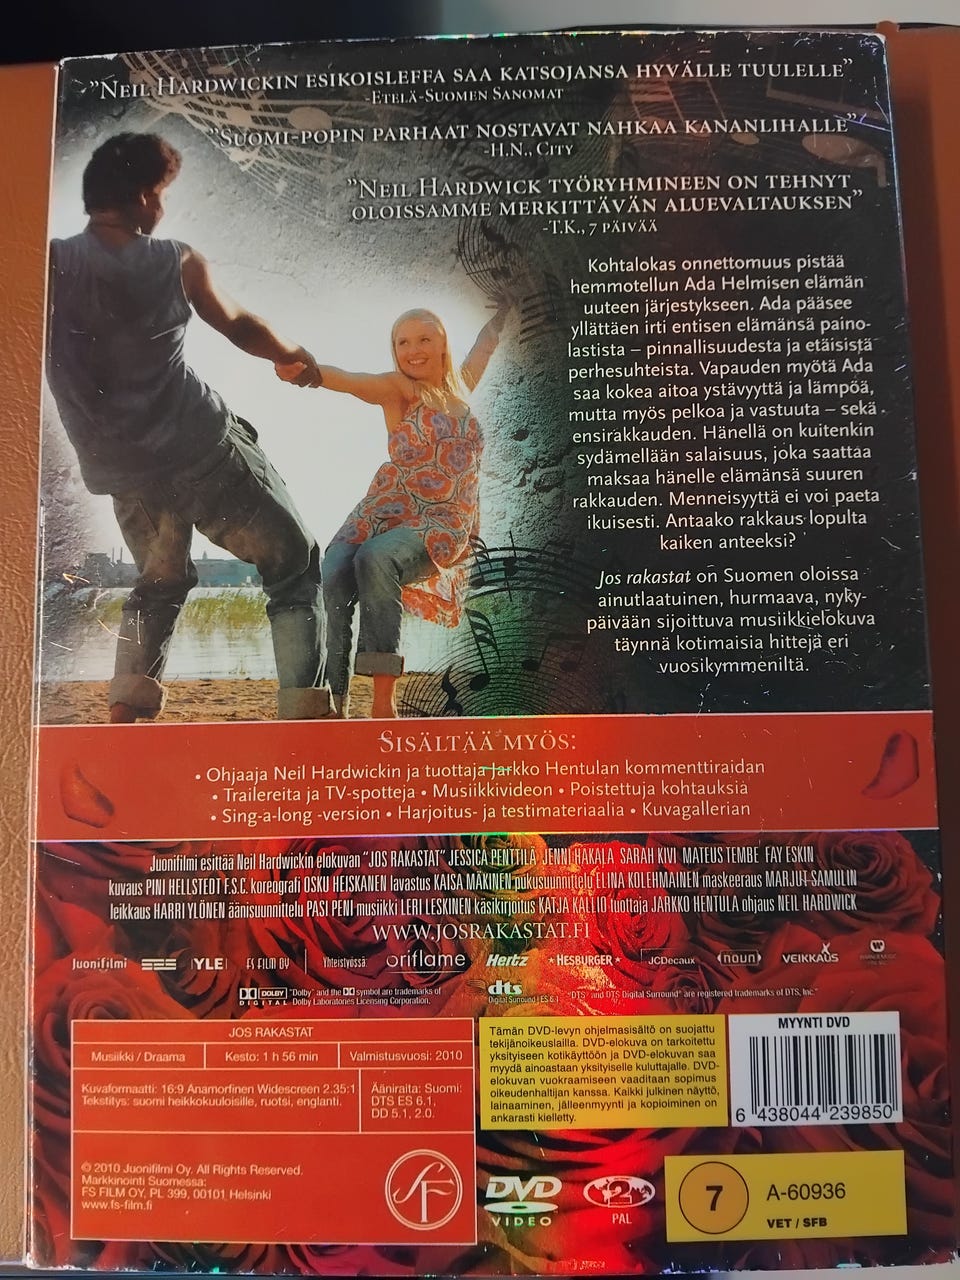 "Neil Hardwickin esikoisleffa saa katsojansa hyvälle tuulelle"
-Etelä-Suomen Sanomat
"Suomi-popin parhaat nostavat nahkaa kananlihalle"
-H.N., City
"Neil Hardwick työryhmineen on tehnyt
oloissamme merkittävän aluevaltauksen"
-T.K., 7 päivää
Kohtalokas onnettomuus pistää
hemmotellun Ada Helmisen elämän
uuteen järjestykseen. Ada pääsee
yllättäen irti entisen elämänsä paino-
lastista – pinnallisuudesta ja etäisistä
perhesuhteista. Vapauden myötä Ada
saa kokea aitoa ystävyyttä ja lämpöä,
mutta myös pelkoa ja vastuuta – sekä
ensirakkauden. Hänellä on kuitenkin
sydämellään salaisuus, joka saattaa
maksaa hänelle elämänsä suuren
rakkauden. Menneisyyttä ei voi paeta
ikuisesti. Antaako rakkaus lopulta
kaiken anteeksi?
Jos rakastat on Suomen oloissa
ainutlaatuinen, hurmaava, nyky-
päivään sijoittuva musiikkielokuva
täynnä kotimaisia hittejä eri
vuosikymmeniltä.
Sisältää myös:
• Ohjaaja Neil Hardwickin ja tuottaja Jarkko Hentulan kommenttiraidan
• Trailereita ja TV-spotteja • Musiikkivideon • Poistettuja kohtauksia
• Sing-a-long -version • Harjoitus- ja testimateriaalia • Kuvagallerian
Juonifilmi esittää Neil Hardwickin elokuvan "JOS RAKASTAT" JESSICA PENTTILÄ JENNI HAKALA SARAH KIVI MATEUS TEMBE FAY ESKIN
kuvaus PINI HELLSTEDT F.S.C. koreografi OSKU HEISKANEN lavastus KAISA MÄKINEN pukusuunnittelu ELINA KOLEHMAINEN maskeeraus MARJUT SAMULIN
leikkaus HARRI YLÖNEN äänisuunnittelu PASI PENI musiikki LERI LESKINEN käsikirjoitus KATJA KALLIO tuottaja JARKKO HENTULA ohjaus NEIL HARDWICK
www.josrakastat.fi
Juonifilmi YLE FS FILM OY Yhteistyössä: oriflame Hertz HESBURGER JCDecaux noun VEIKKAUS
DOLBY DIGITAL "Dolby" and the DD symbol are trademarks of
Dolby Laboratories Licensing Corporation.
dts Digital Surround | ES 6.1 "DTS" and DTS Digital Surround" are registered trademarks of DTS, Inc."
JOS RAKASTAT
Musiikki / Draama Kesto: 1 h 56 min Valmistusvuosi: 2010
Kuvaformaatti: 16:9 Anamorfinen Widescreen 2.35:1
Tekstitys: suomi heikkokuuloisille, ruotsi, englanti.
Ääniraita: Suomi:
DTS ES 6.1,
DD 5.1, 2.0.
© 2010 Juonifilmi Oy. All Rights Reserved.
Markkinointi Suomessa:
FS FILM OY, PL 399, 00101 Helsinki
www.fs-film.fi
SF
Tämän DVD-levyn ohjelmasisältö on suojattu
tekijänoikeuslailla. DVD-elokuva on tarkoitettu
yksityiseen kotikäyttöön ja DVD-elokuvan saa
myydä ainoastaan yksityiselle kuluttajalle. DVD-
elokuvan vuokraamiseen vaaditaan sopimus
oikeudenhaltijan kanssa. Kaikki julkinen näyttö,
lainaaminen, jälleenmyynti ja kopioiminen on
ankarasti kielletty.
MYYNTI DVD
6 438044 239850
DVD
VIDEO
2
PAL
7
A-60936
VET / SFB